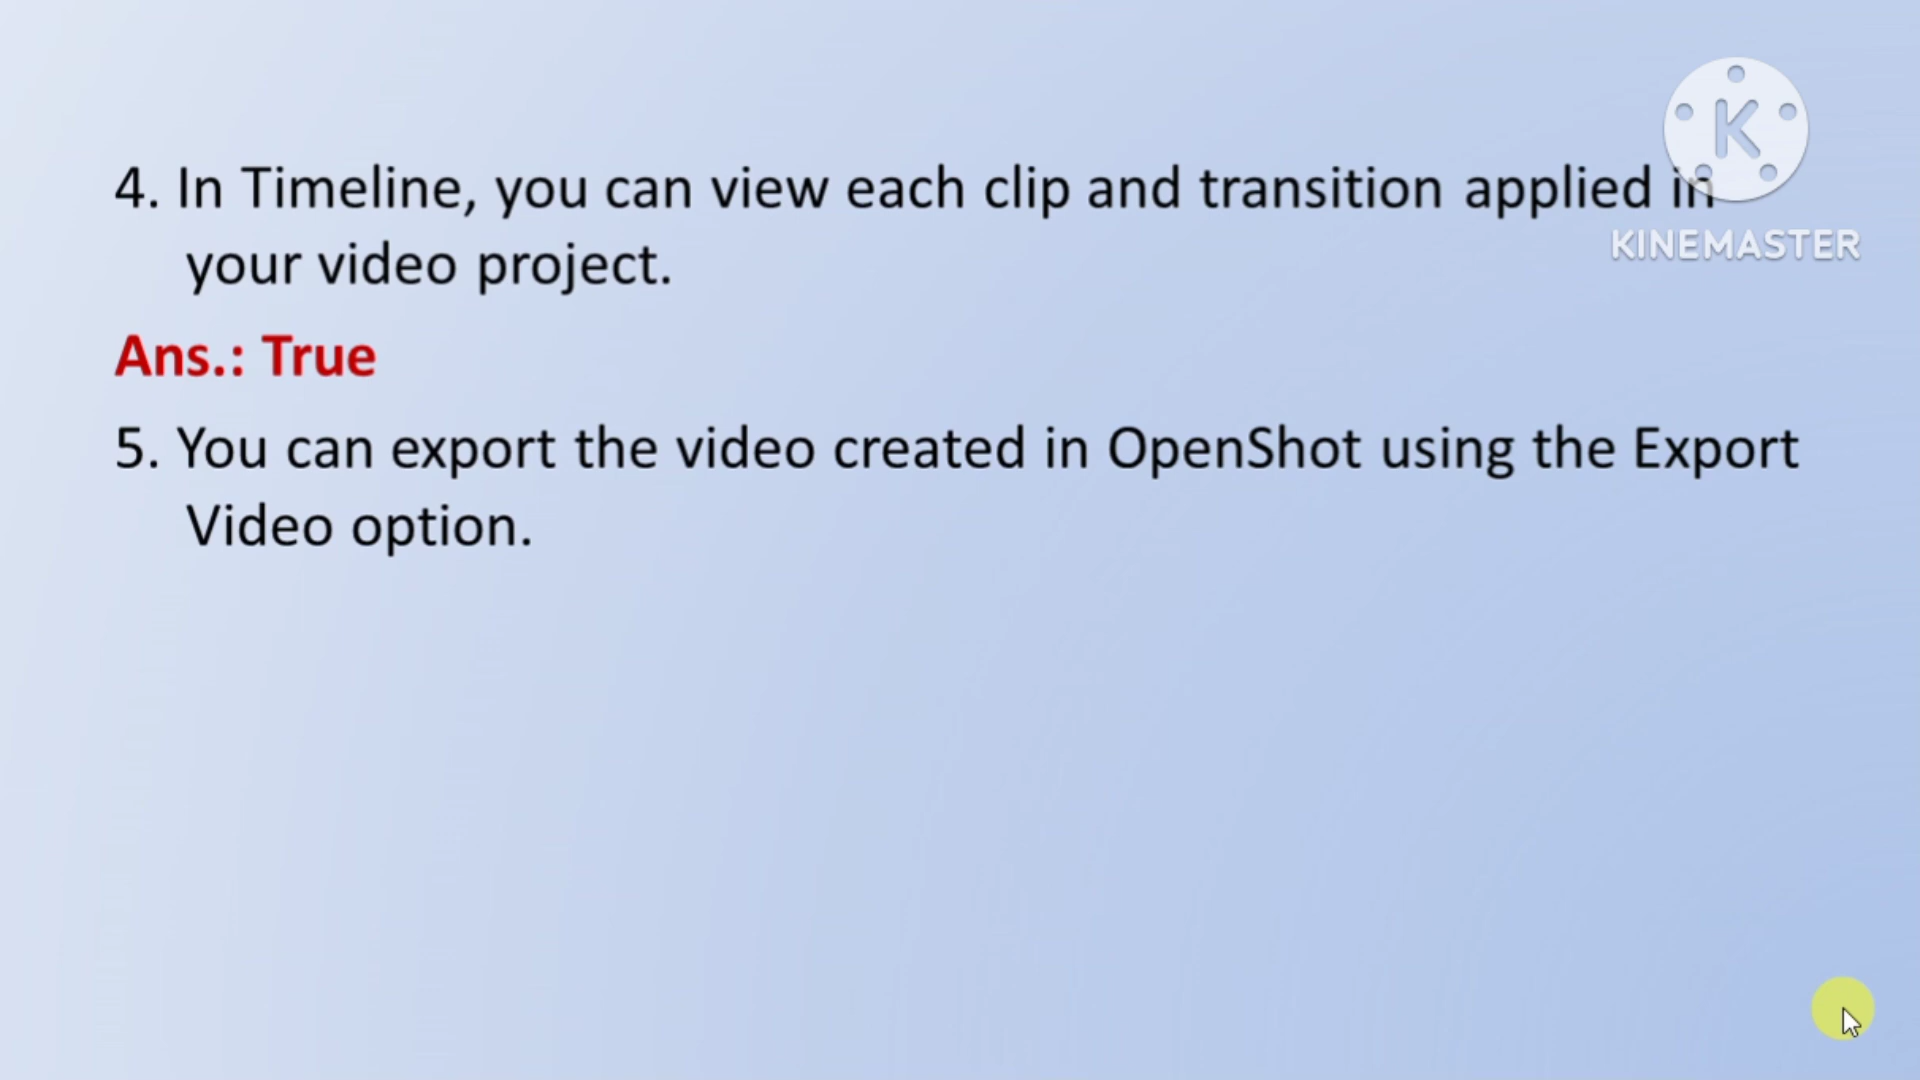 4. In Timeline, you can view each clip and transition applied in
your video project.
Ans.: True
5. You can export the video created in OpenShot using the Export
Video option.
K
KINEMASTER